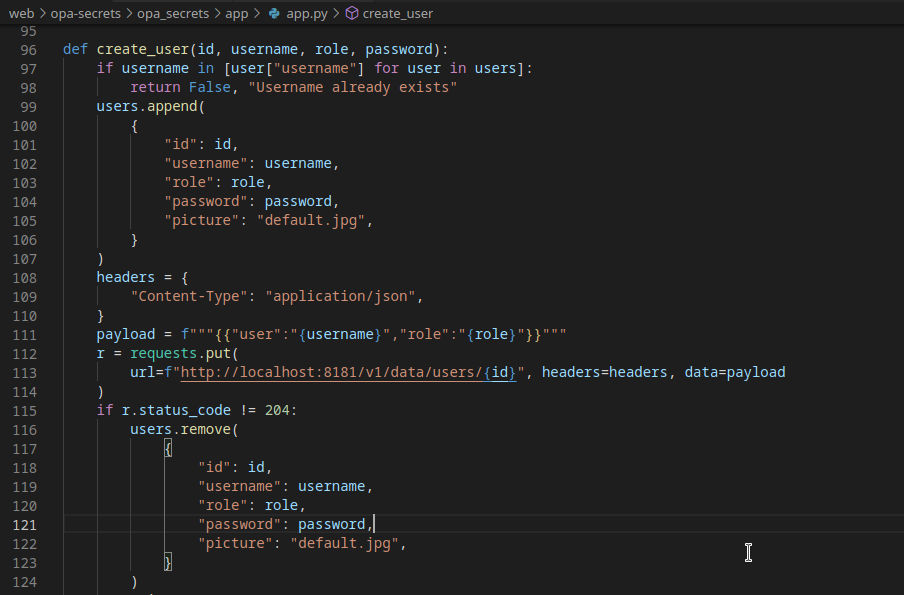 web > opa-secrets > opa_secrets > app > app.py > create_user
95
96 def create_user(id, username, role, password):
97     if username in [user["username"] for user in users]:
98         return False, "Username already exists"
99     users.append(
100         {
101             "id": id,
102             "username": username,
103             "role": role,
104             "password": password,
105             "picture": "default.jpg",
106         }
107     )
108     headers = {
109         "Content-Type": "application/json",
110     }
111     payload = f"""{{"user":"{username}","role":"{role}"}}"""
112     r = requests.put(
113         url=f"http://localhost:8181/v1/data/users/{id}", headers=headers, data=payload
114     )
115     if r.status_code != 204:
116         users.remove(
117             {
118                 "id": id,
119                 "username": username,
120                 "role": role,
121                 "password": password,
122                 "picture": "default.jpg",
123             }
124         )